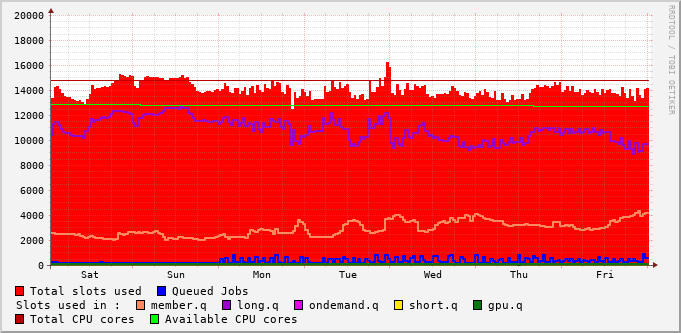 20000
18000
16000
14000
12000
10000
8000
6000
4000
2000
0
Sat Sun Mon Tue Wed Thu Fri
Total slots used Queued Jobs
Slots used in : member.q long.q ondemand.q short.q gpu.q
Total CPU cores Available CPU cores
RRDTOOL / TOBI OETIKER